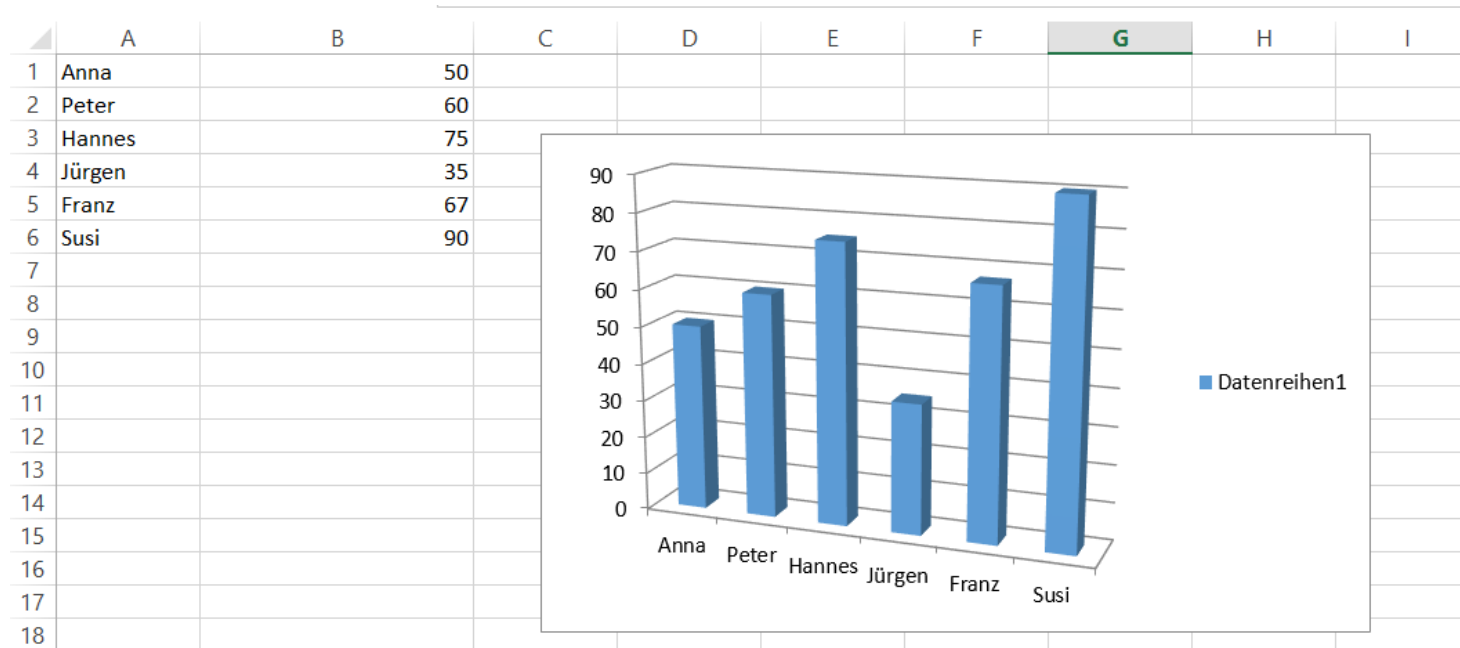 A B C D E F G H I
1 Anna 50
2 Peter 60
3 Hannes 75
4 Jürgen 35
5 Franz 67
6 Susi 90
7
8
9
10
11
12
13
14
15
16
17
18
90
80
70
60
50
40
30
20
10
0
Anna Peter Hannes Jürgen Franz Susi
Datenreihen1